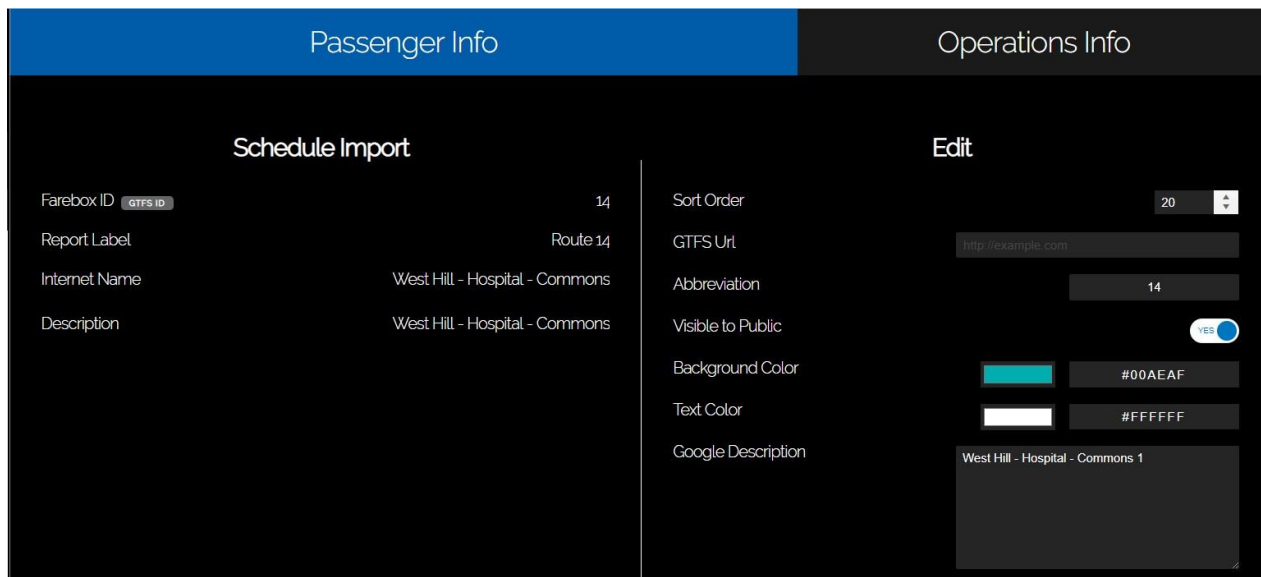 Passenger Info
Operations Info
Schedule Import
Farebox ID GTFS ID 14
Report Label Route 14
Internet Name West Hill - Hospital - Commons
Description West Hill - Hospital - Commons
Edit
Sort Order 20
GTFS Url http://example.com
Abbreviation 14
Visible to Public YES
Background Color #00AEAF
Text Color #FFFFFF
Google Description West Hill - Hospital - Commons 1